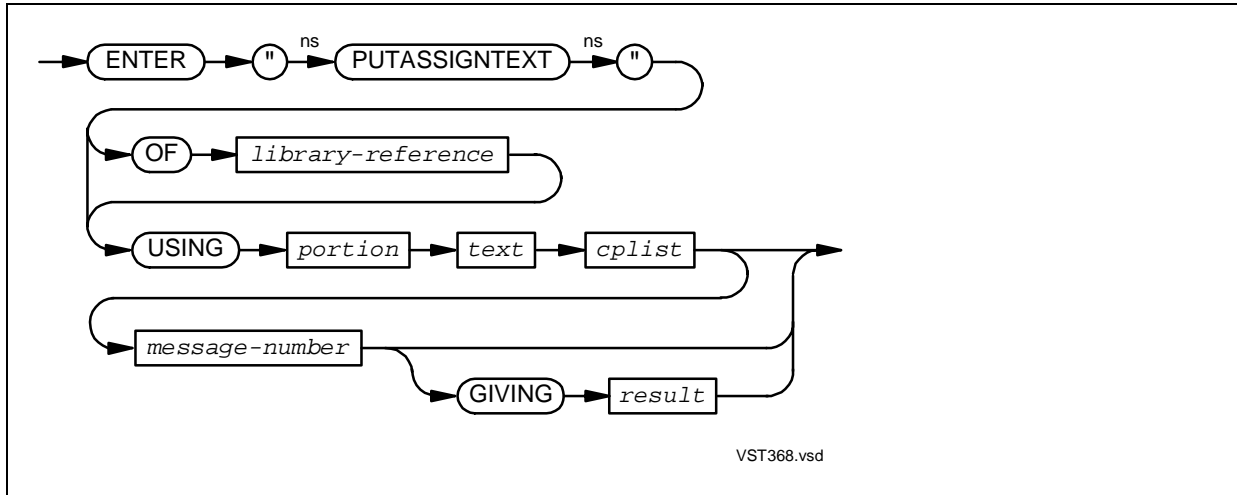 ns ns
ENTER " PUTASSIGNTEXT "
OF library-reference
USING portion text cplist
message-number
GIVING result
VST368.vsd